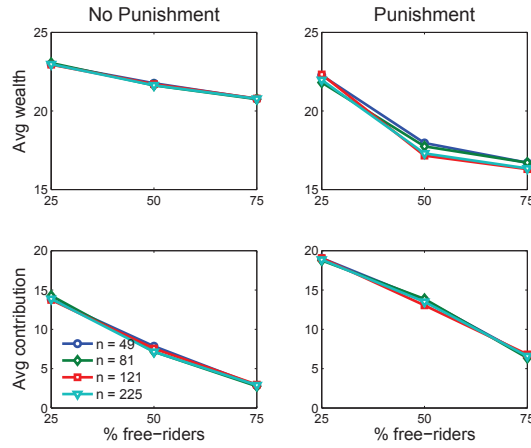 No Punishment
Punishment
Avg wealth
25
20
15
25
50
75
25
20
15
25
50
75
Avg contribution
20
15
10
5
0
n = 49
n = 81
n = 121
n = 225
25
50
75
% free−riders
20
15
10
5
0
25
50
75
% free−riders